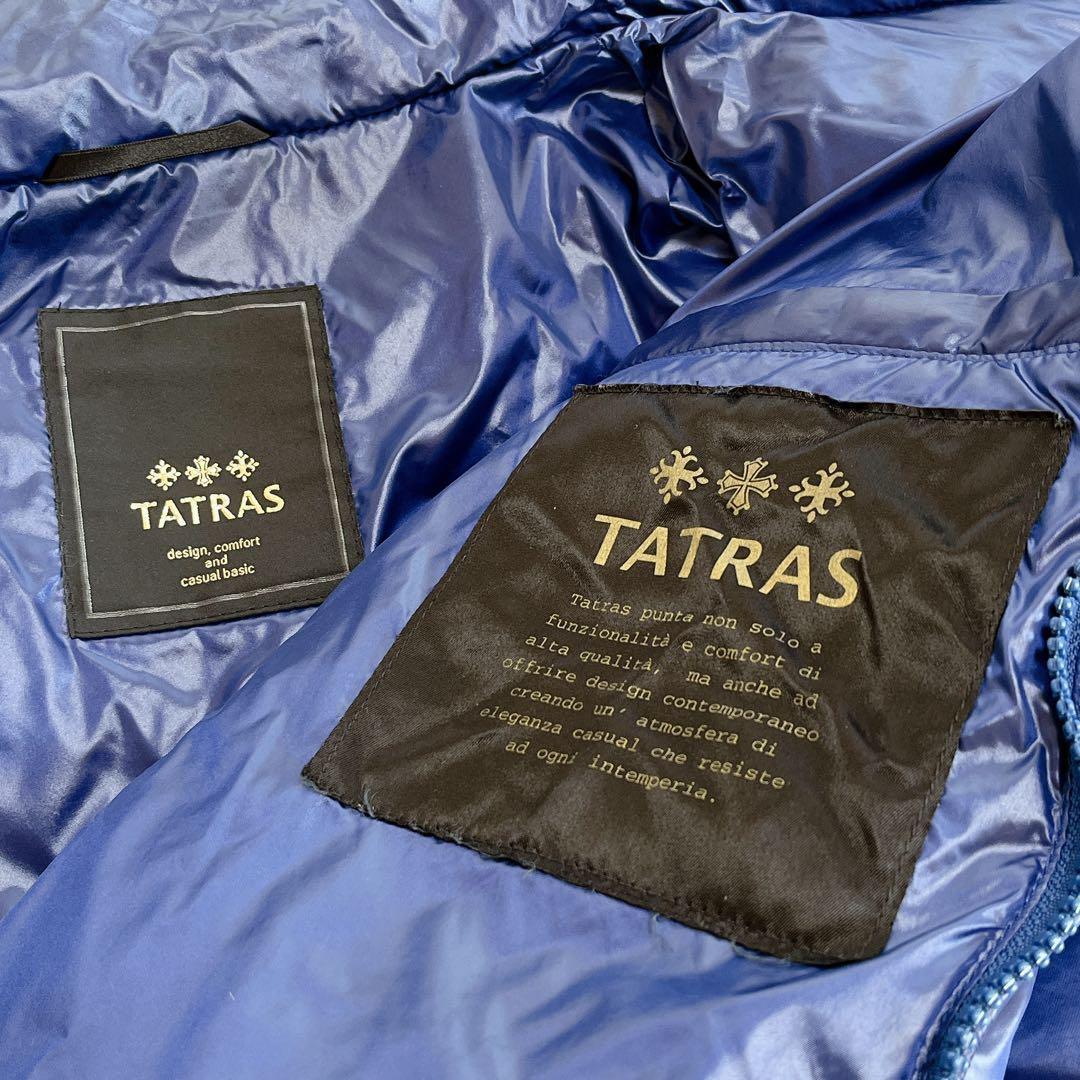 TATRAS
design, comfort
and
casual basic
TATRAS
Tatras punta non solo a
funzionalità e comfort di
alta qualità, ma anche ad
offrire design contemporaneo
creando un' atmosfera di
eleganza casual che resiste
ad ogni intemperia.